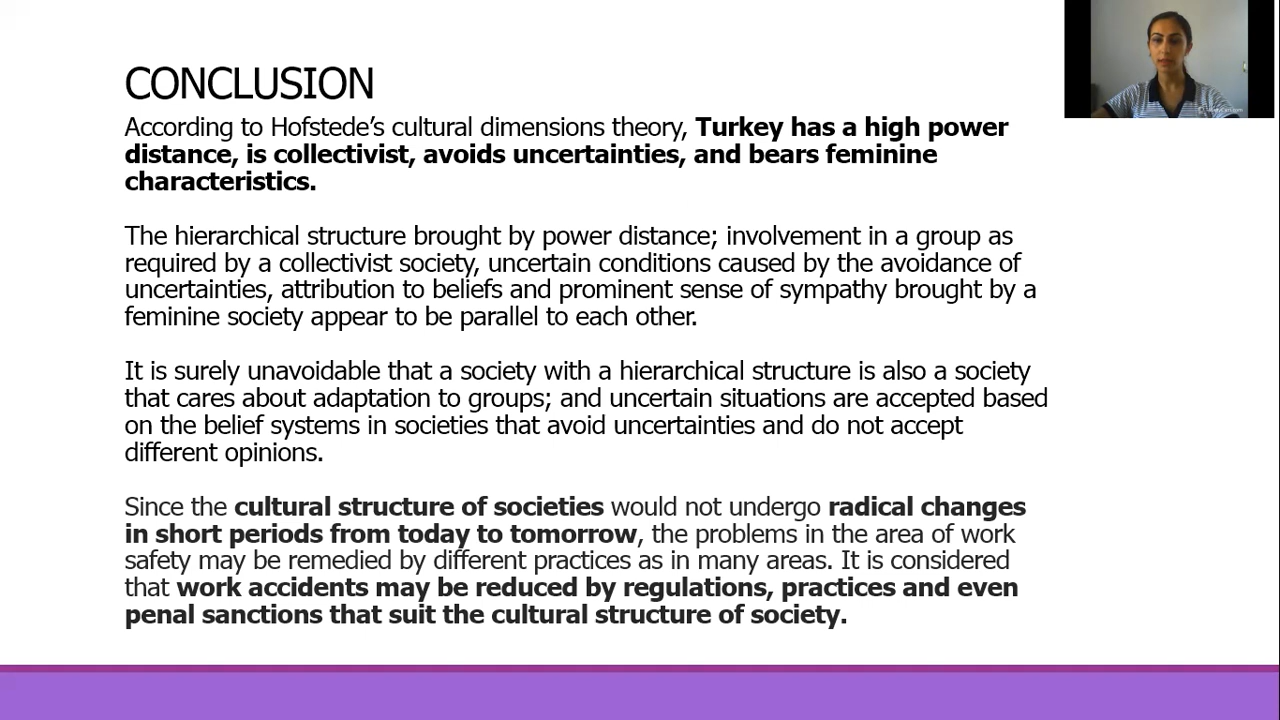 CONCLUSION
According to Hofstede's cultural dimensions theory, Turkey has a high power
distance, is collectivist, avoids uncertainties, and bears feminine
characteristics.
The hierarchical structure brought by power distance; involvement in a group as
required by a collectivist society, uncertain conditions caused by the avoidance of
uncertainties, attribution to beliefs and prominent sense of sympathy brought by a
feminine society appear to be parallel to each other.
It is surely unavoidable that a society with a hierarchical structure is also a society
that cares about adaptation to groups; and uncertain situations are accepted based
on the belief systems in societies that avoid uncertainties and do not accept
different opinions.
Since the cultural structure of societies would not undergo radical changes
in short periods from today to tomorrow, the problems in the area of work
safety may be remedied by different practices as in many areas. It is considered
that work accidents may be reduced by regulations, practices and even
penal sanctions that suit the cultural structure of society.